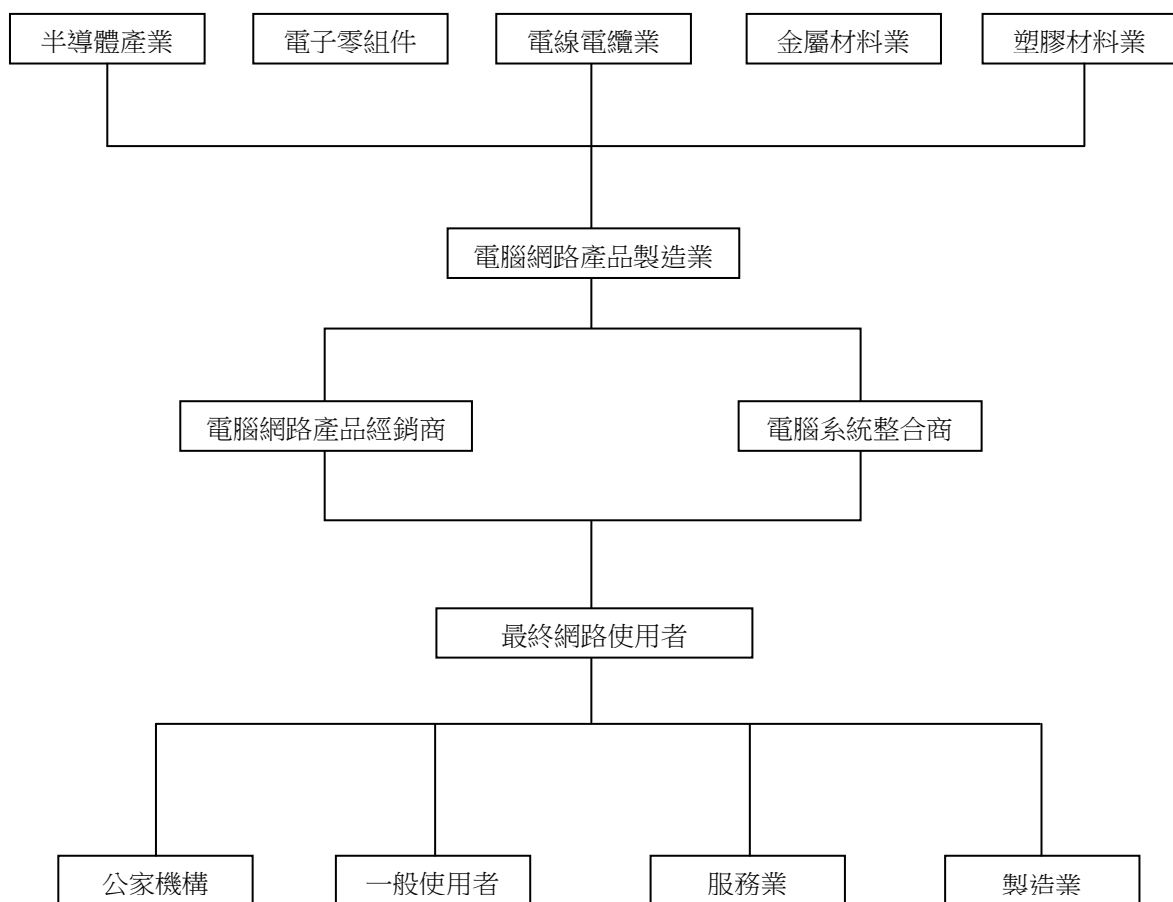 半導體產業
電子零組件
電線電纜業
金屬材料業
塑膠材料業
電腦網路產品製造業
電腦網路產品經銷商
電腦系統整合商
最終網路使用者
公家機構
一般使用者
服務業
製造業